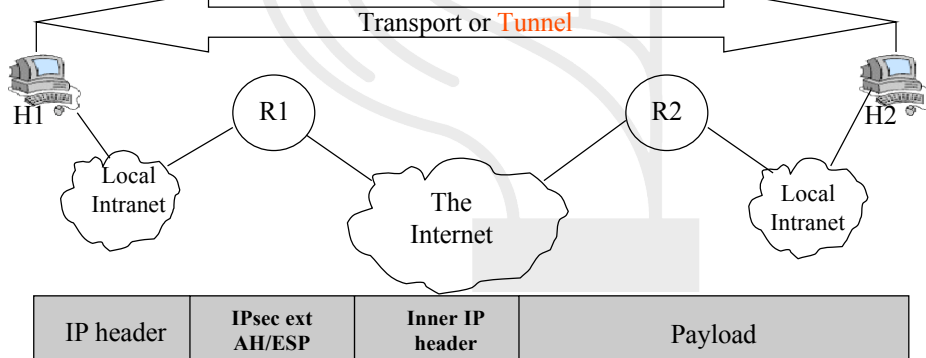 Transport or Tunnel
H1
R1
R2
H2
Local
Intranet
The
Internet
Local
Intranet
IP header
IPsec ext
AH/ESP
Inner IP
header
Payload